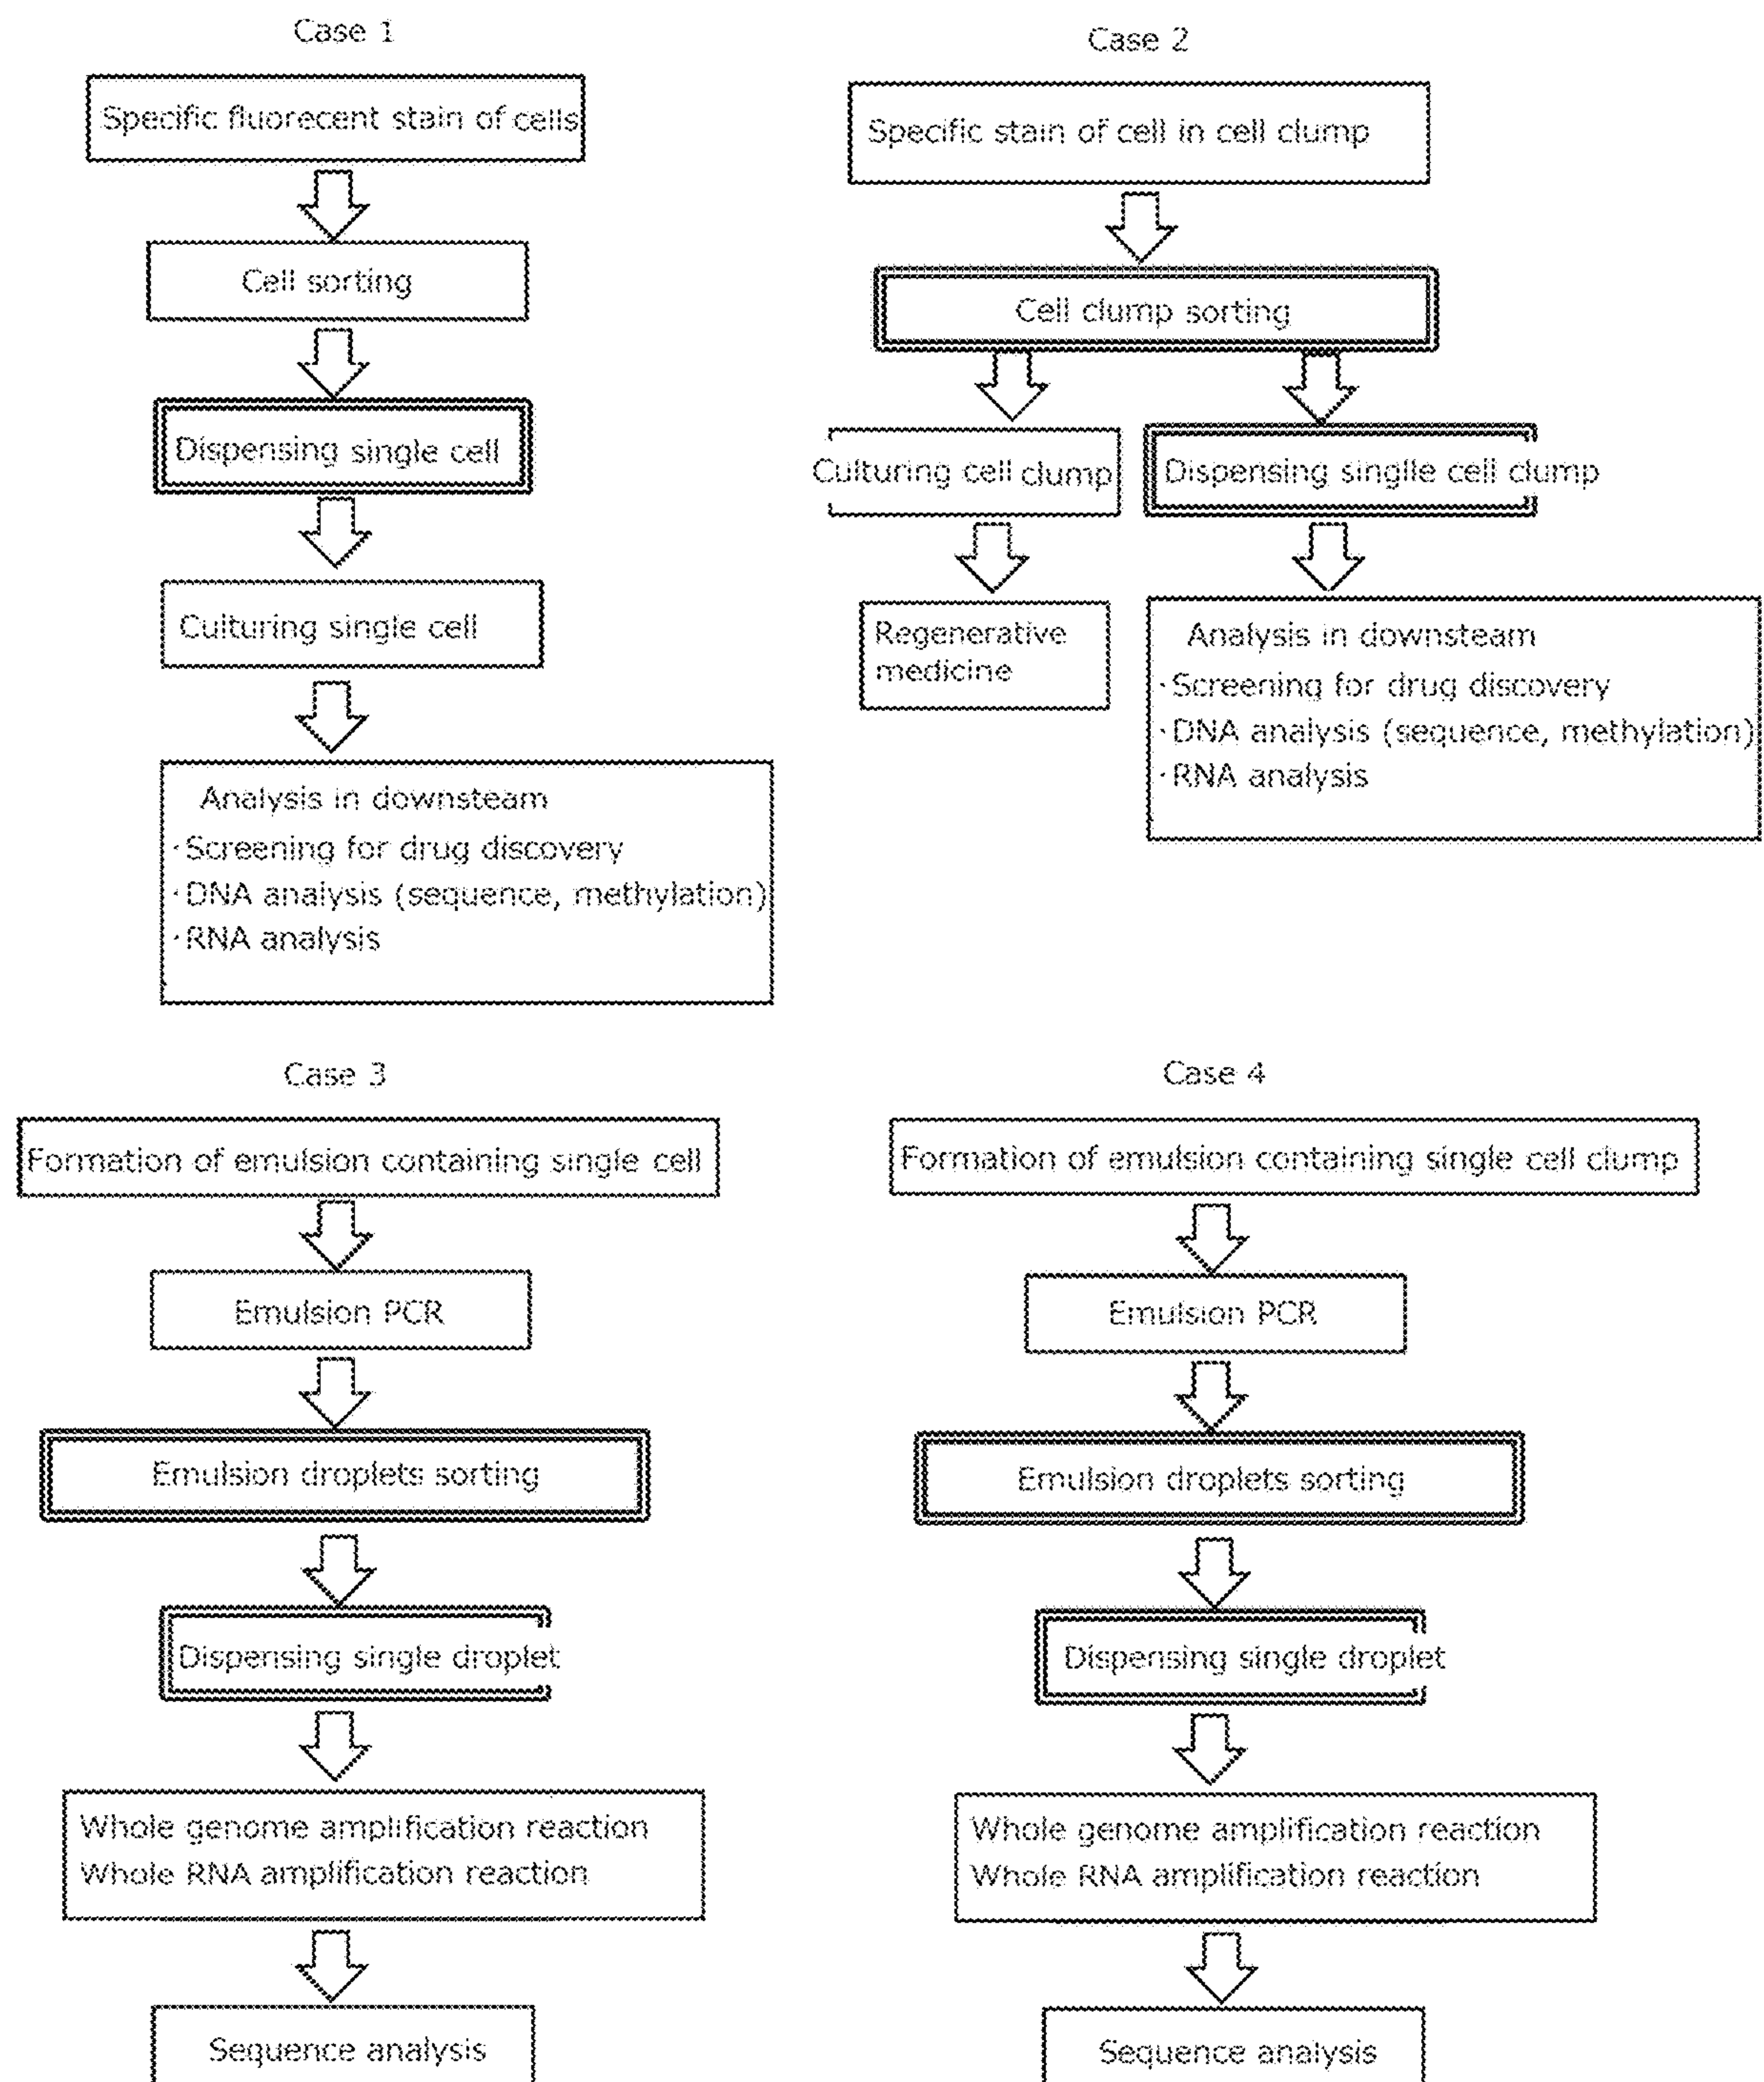 Case 1
Specific fluorecent stain of cells
Cell sorting
Dispensing single cell
Culturing single cell
Analysis in downsteam
·Screening for drug discovery
·DNA analysis (sequence, methylation)
·RNA analysis
Case 2
Specific stain of cell in cell clump
Cell clump sorting
Culturing cell clump
Dispensing singlle cell clump
Regenerative
medicine
Analysis in downsteam
·Screening for drug discovery
·DNA analysis (sequence, methylation)
·RNA analysis
Case 3
Formation of emulsion containing single cell
Emulsion PCR
Emulsion droplets sorting
Dispensing single droplet
Whole genome amplification reaction
Whole RNA amplification reaction
Sequence analysis
Case 4
Formation of emulsion containing single cell clump
Emulsion PCR
Emulsion droplets sorting
Dispensing single droplet
Whole genome amplification reaction
Whole RNA amplification reaction
Sequence analysis